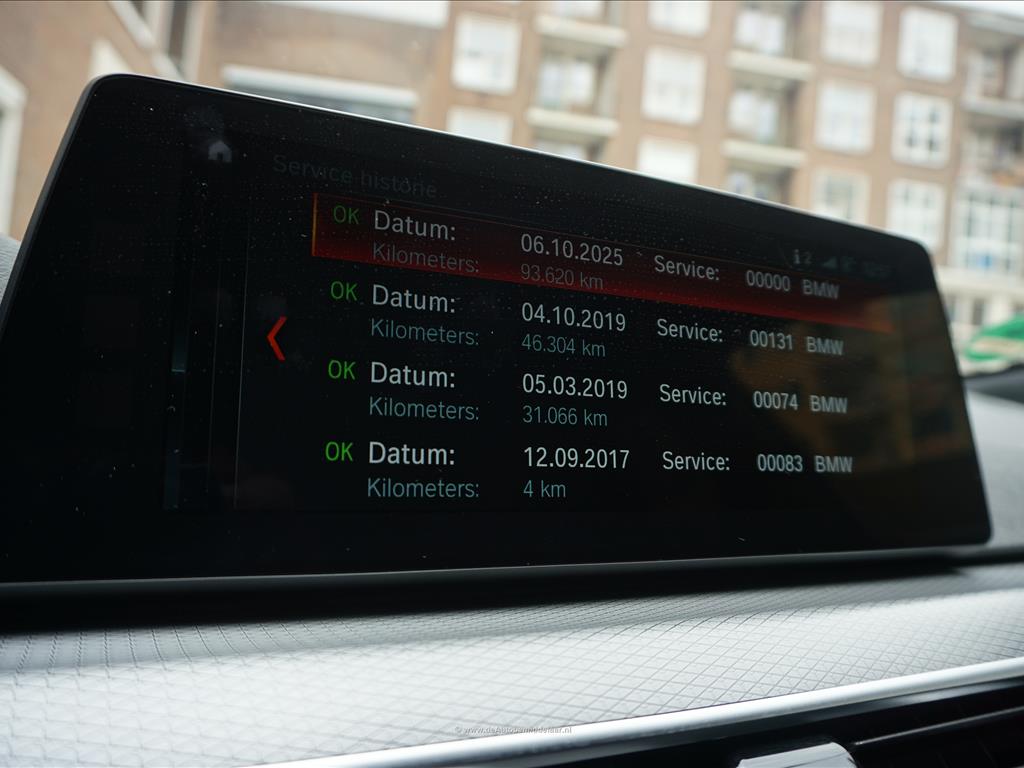 Service historie
OK Datum: 06.10.2025 Service: 00000 BMW
Kilometers: 93.620 km
OK Datum: 04.10.2019 Service: 00131 BMW
Kilometers: 46.304 km
OK Datum: 05.03.2019 Service: 00074 BMW
Kilometers: 31.066 km
OK Datum: 12.09.2017 Service: 00083 BMW
Kilometers: 4 km